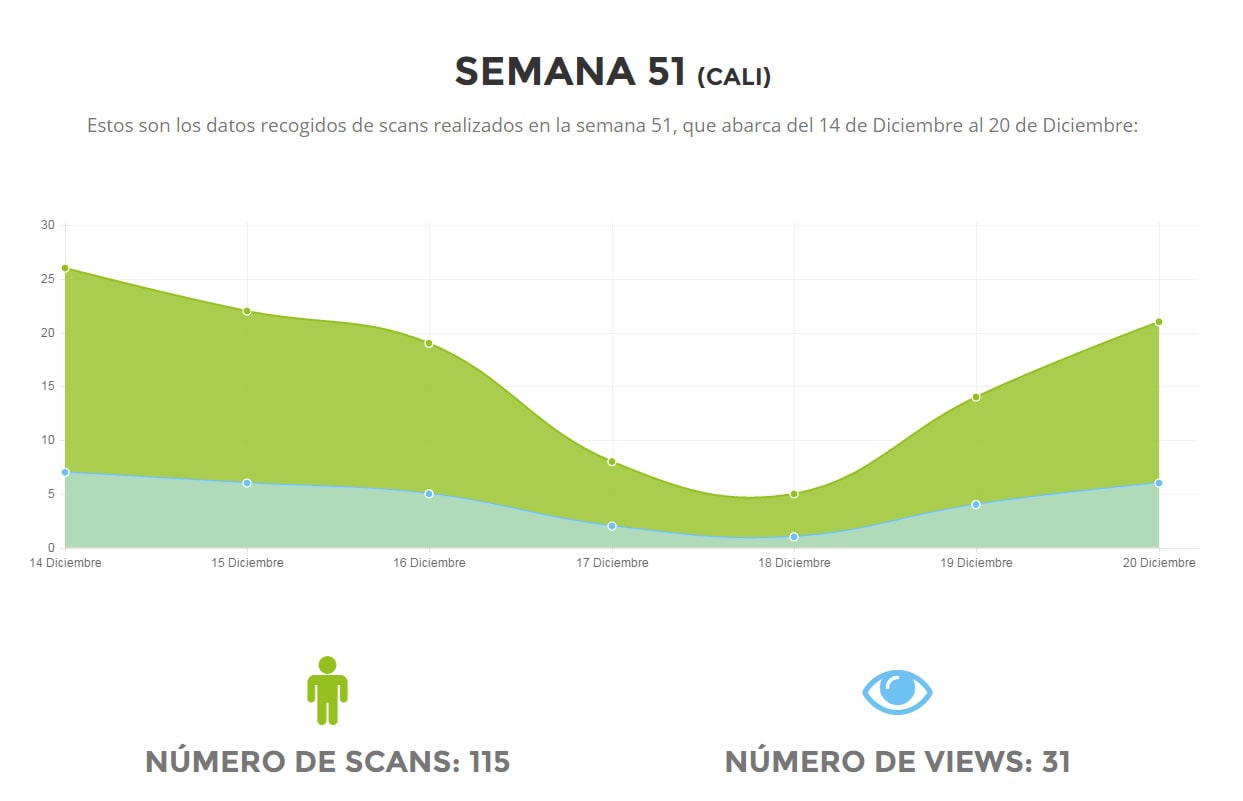 SEMANA 51 (CALI)
Estos son los datos recogidos de scans realizados en la semana 51, que abarca del 14 de Diciembre al 20 de Diciembre:
30
25
20
15
10
5
0
14 Diciembre 15 Diciembre 16 Diciembre 17 Diciembre 18 Diciembre 19 Diciembre 20 Diciembre
NÚMERO DE SCANS: 115 NÚMERO DE VIEWS: 31